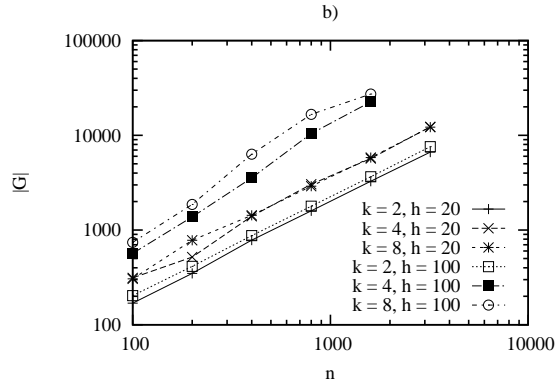 b)
100000
10000
1000
100
|G|
k = 2, h = 20
k = 4, h = 20
k = 8, h = 20
k = 2, h = 100
k = 4, h = 100
k = 8, h = 100
100
1000
10000
n